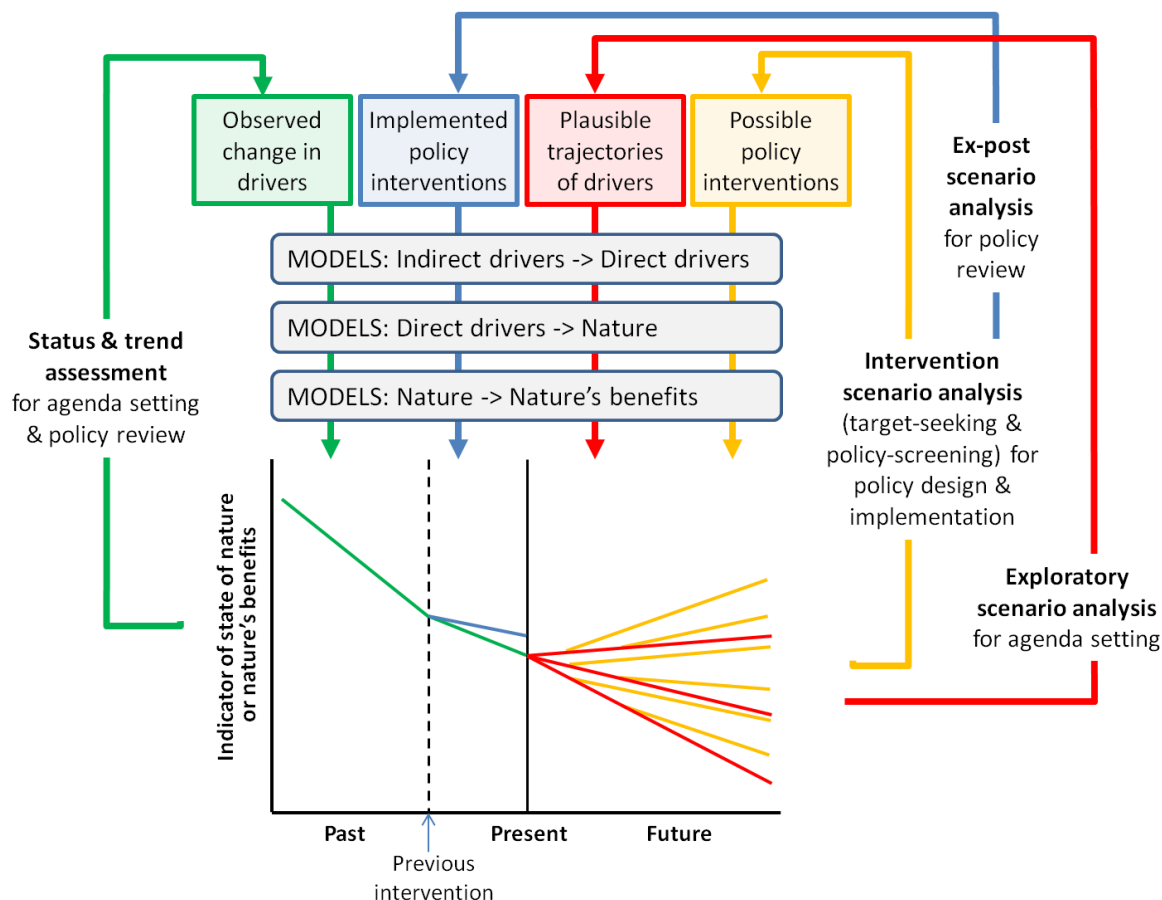 Observed
change in
drivers
Implemented
policy
interventions
Plausible
trajectories
of drivers
Possible
policy
interventions
Ex-post
scenario
analysis
for policy
review
MODELS: Indirect drivers -> Direct drivers
MODELS: Direct drivers -> Nature
MODELS: Nature -> Nature’s benefits
Status & trend
assessment
for agenda setting
& policy review
Intervention
scenario analysis
(target-seeking &
policy-screening) for
policy design &
implementation
Exploratory
scenario analysis
for agenda setting
Indicator of state of nature
or nature’s benefits
Past
Present
Future
Previous
intervention